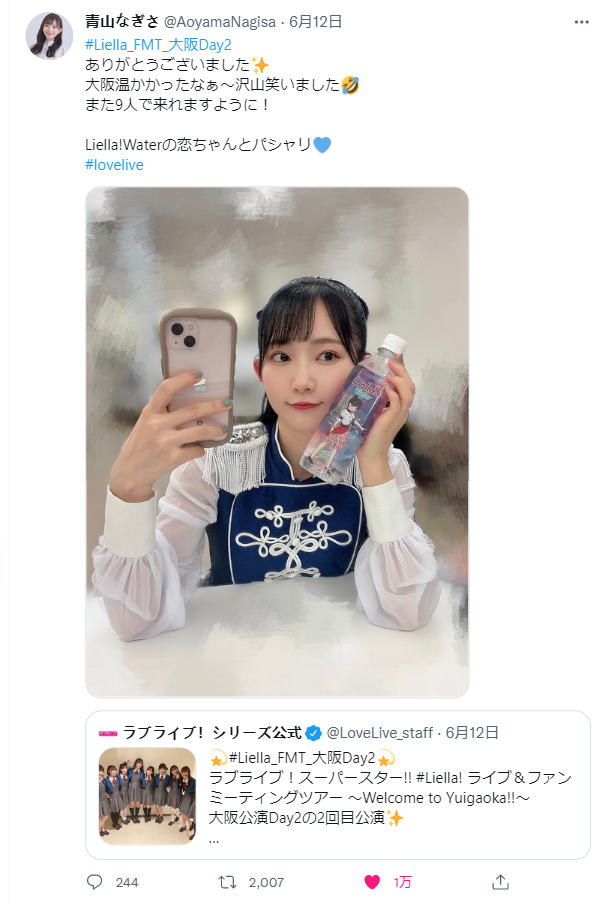 青山なぎさ @AoyamaNagisa · 6月12日
#Liella_FMT_大阪Day2
ありがとうございました✨
大阪温かかったなぁ～沢山笑いました🤣
また9人で来れますように！
Liella!Waterの恋ちゃんとパシャリ💙
#lovelive
Liella!
Water
ラブライブ！シリーズ公式 @LoveLive_staff · 6月12日
💫#Liella_FMT_大阪Day2💫
ラブライブ！スーパースター!! #Liella! ライブ＆ファン
ミーティングツアー ～Welcome to Yuigaoka!!～
大阪公演Day2の2回目公演✨
...
244 2,007 1万